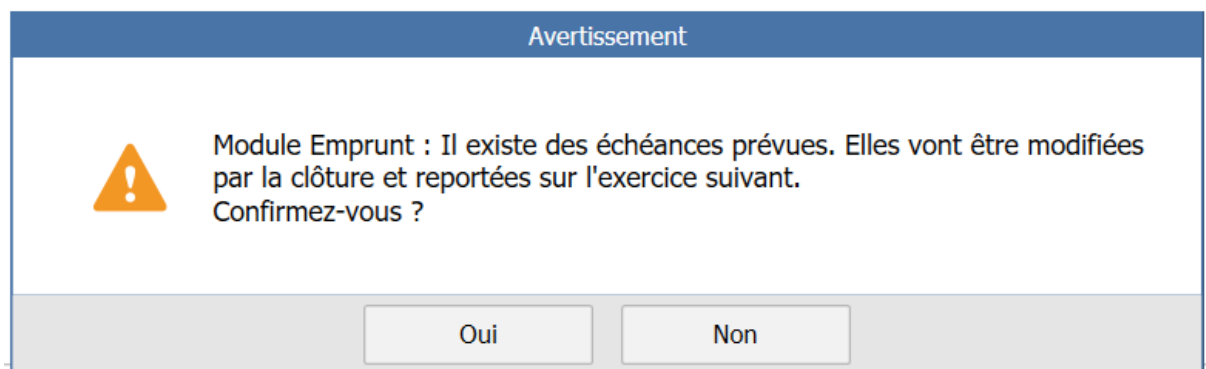 Avertissement
Module Emprunt : Il existe des échéances prévues. Elles vont être modifiées
par la clôture et reportées sur l'exercice suivant.
Confirmez-vous ?
Oui
Non